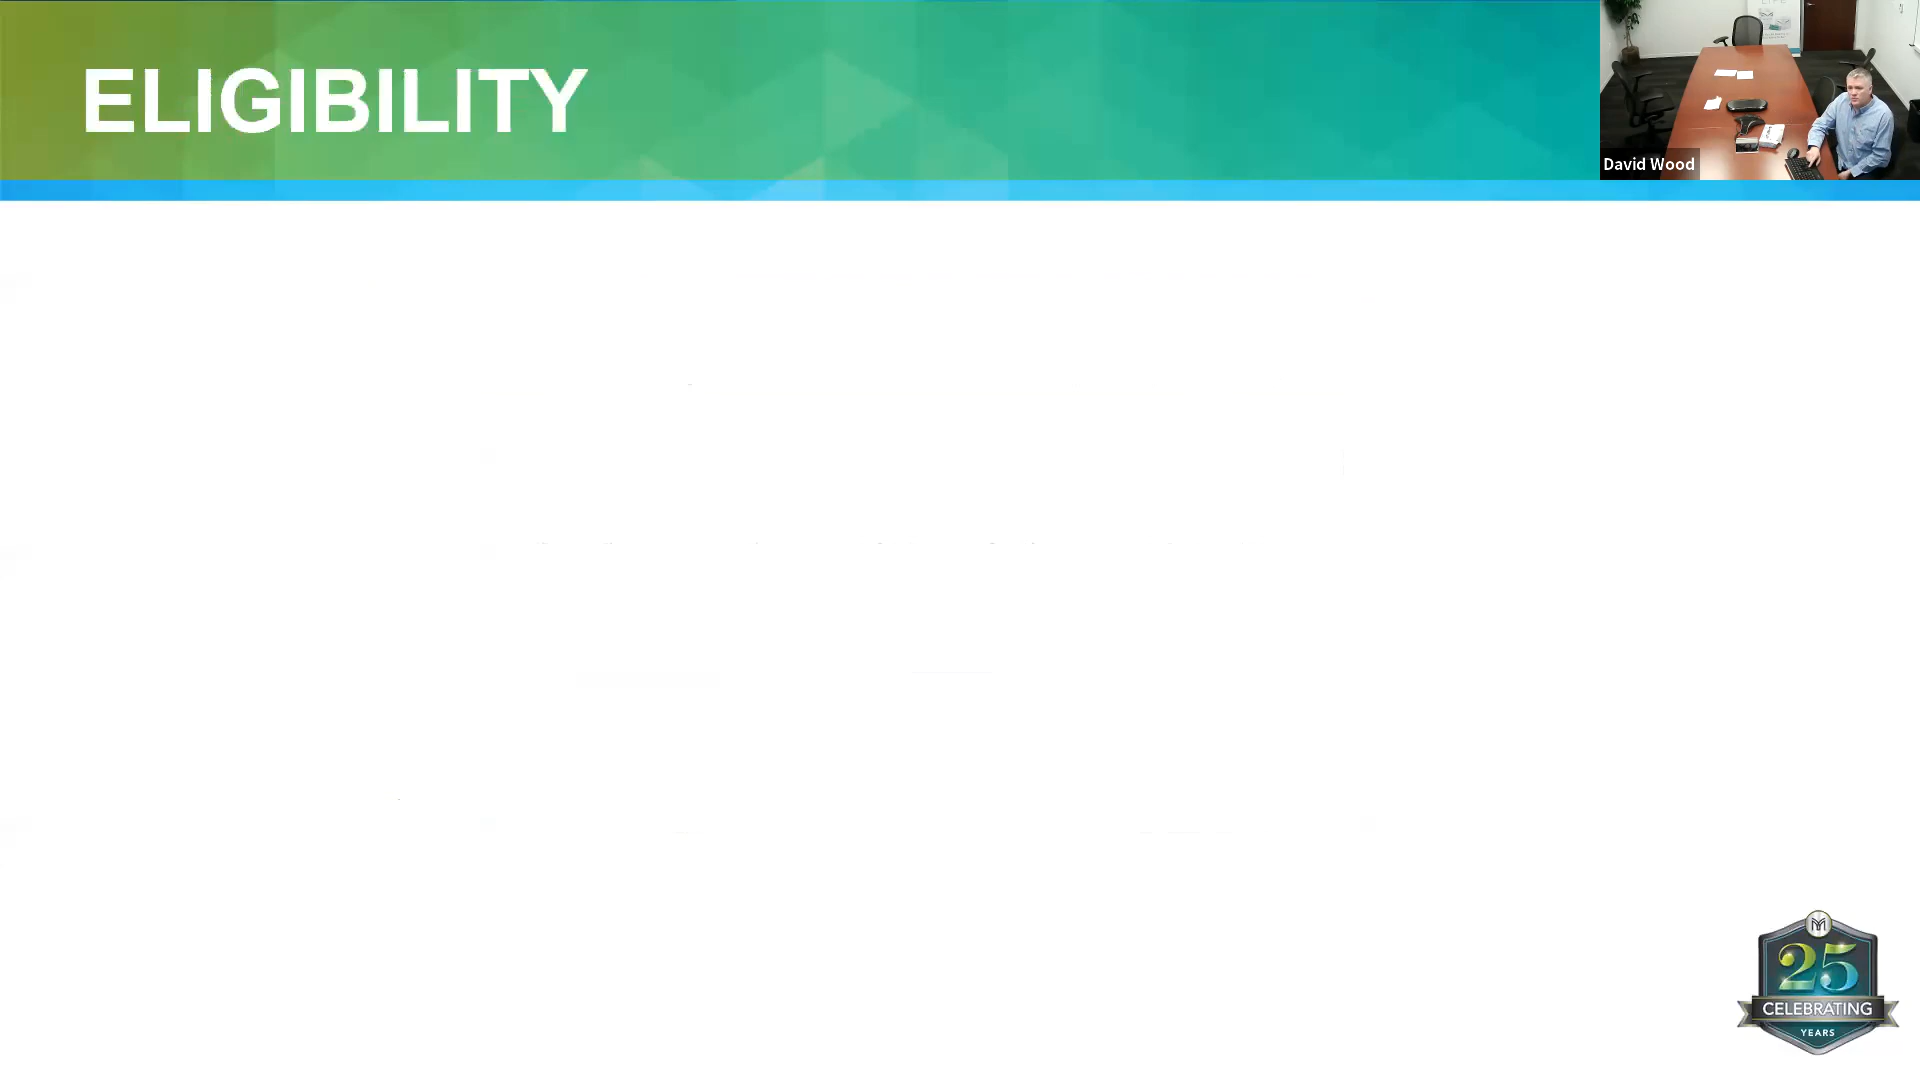 ELIGIBILITY
David Wood
25
CELEBRATING
YEARS